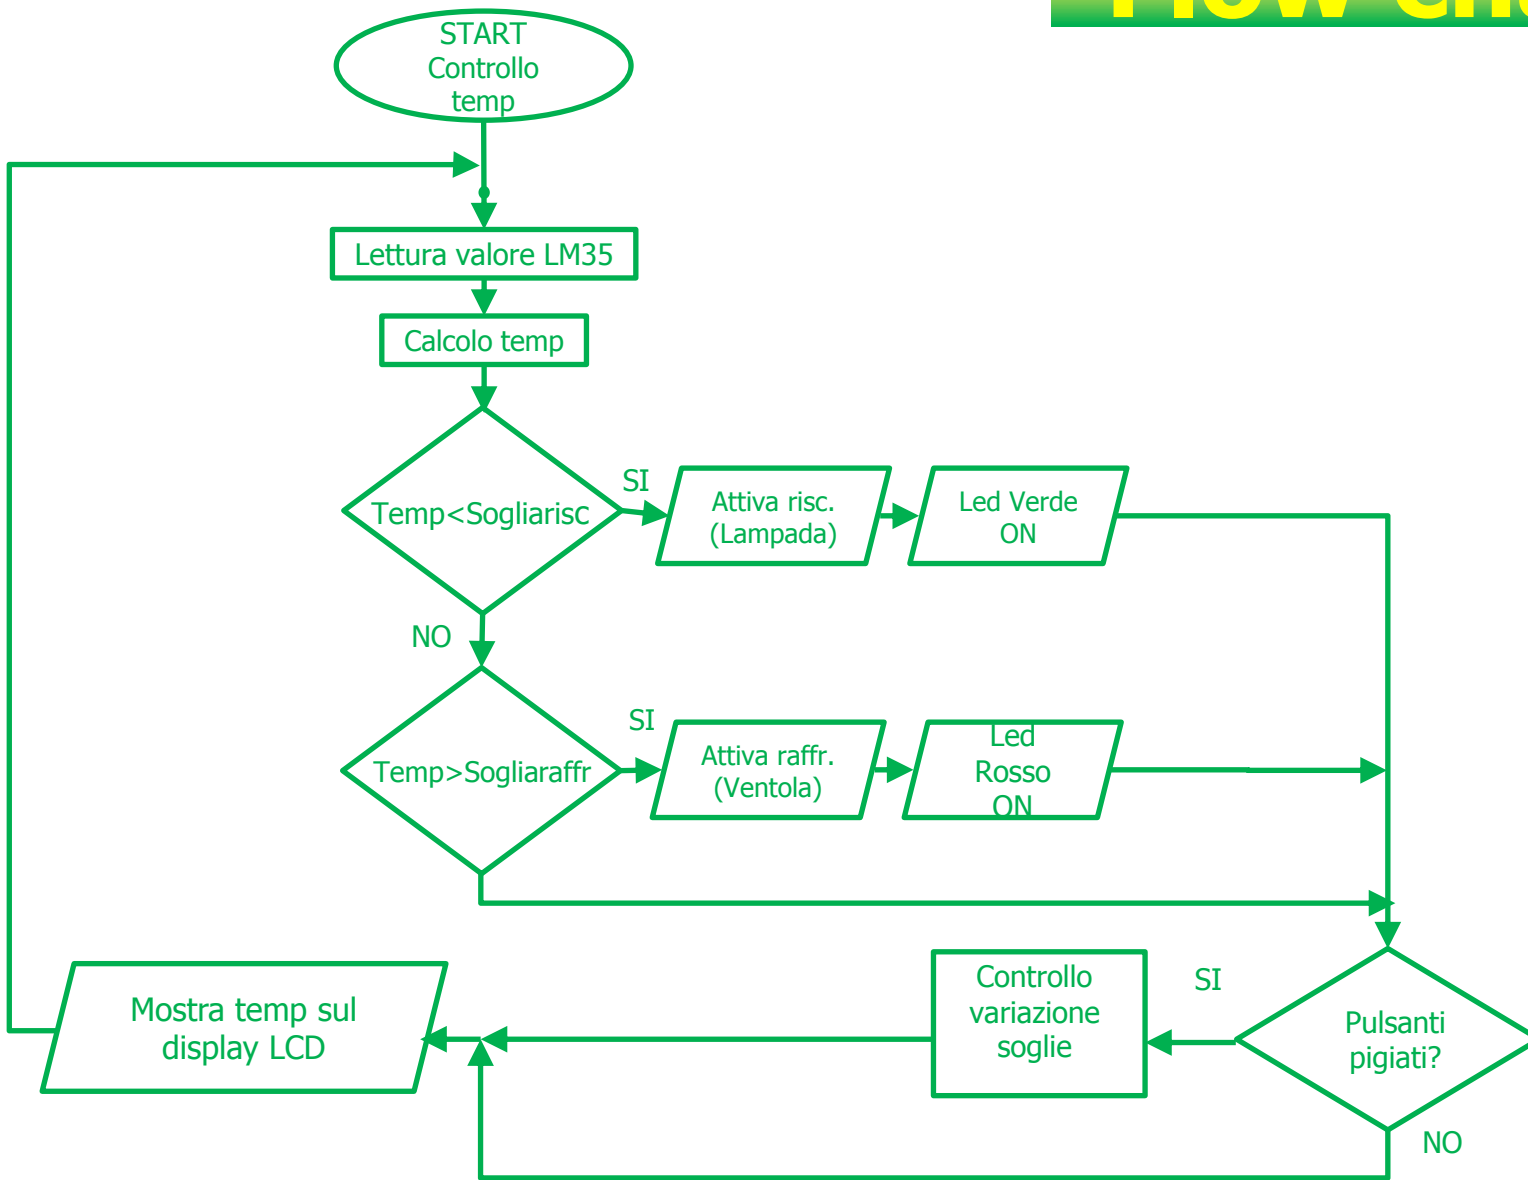 Flow Cha
START
Controllo
temp
Lettura valore LM35
Calcolo temp
Temp<Sogliarisc
SI
Attiva risc.
(Lampada)
Led Verde
ON
NO
Temp>Sogliaraffr
SI
Attiva raffr.
(Ventola)
Led
Rosso
ON
Pulsanti
pigiati?
SI
Controllo
variazione
soglie
Mostra temp sul
display LCD
NO